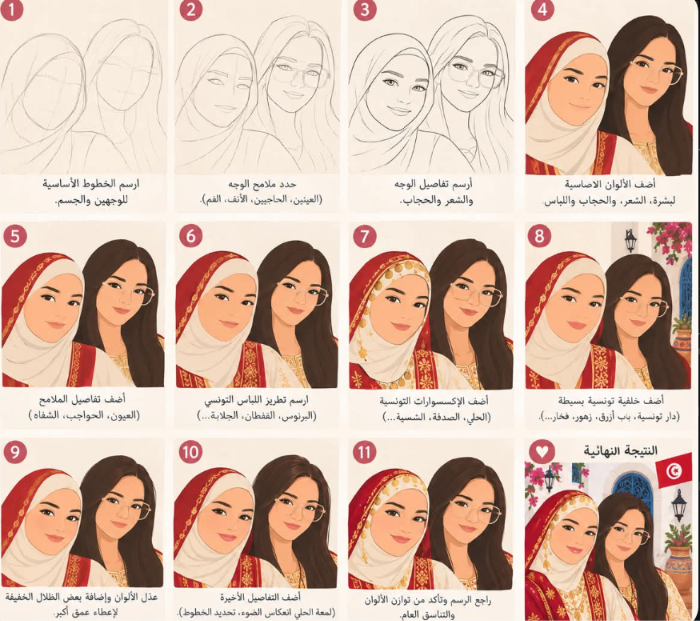 1
ارسم الخطوط الأساسية
للوجهين والجسم.
2
حدد ملامح الوجه
(العينين، الحاجبين، الأنف، الفم).
3
أرسم تفاصيل الوجه
والشعر والحجاب.
4
أضف الألوان الاصاسية
لبشرة، الشعر، والحجاب واللباس.
5
أضف تفاصيل الملامح
(العيون، الحواجب، الشفاه)
6
ارسم تطريز اللباس التونسي
(البرنوس، القفطان، الجلابة...)
7
أضف الإكسسوارات التونسية
(الحلي، الصدفة، الشسية)
8
أضف خلفية تونسية بسيطة
(دار تونسية، باب أزرق، زهور، فخار...).
9
عدّل الألوان وإضافة بعض الظلال الخفيفة
لإعطاء عمق أكبر.
10
أضف التفاصيل الأخيرة
(لمعة الحلي انعكاس الضوء، تحديد الخطوط).
11
راجع الرسم وتأكد من توازن الألوان
والتناسق العام.
النتيجة النهائية